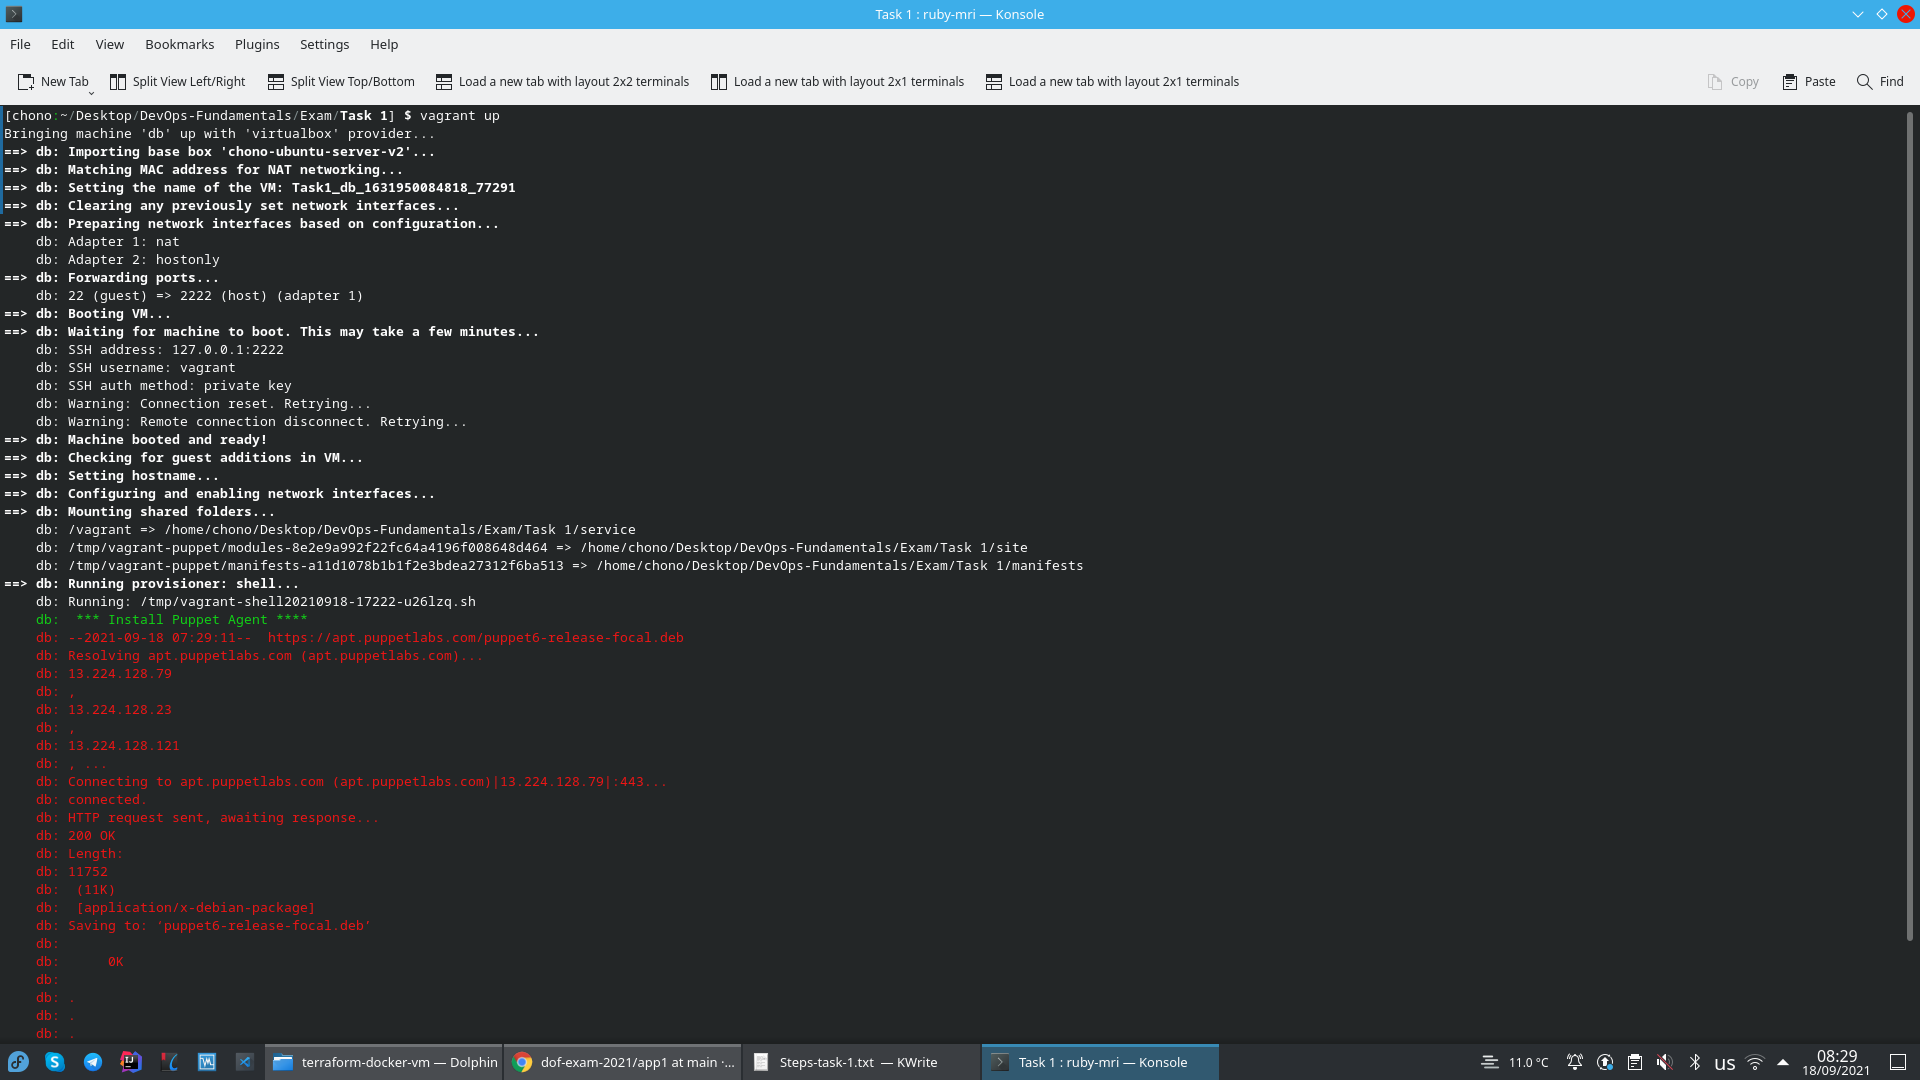 Task 1 : ruby-mri — Konsole
File Edit View Bookmarks Plugins Settings Help
New Tab Split View Left/Right Split View Top/Bottom Load a new tab with layout 2x2 terminals Load a new tab with layout 2x1 terminals Load a new tab with layout 2x1 terminals Copy Paste Find
[chono:~/Desktop/DevOps-Fundamentals/Exam/Task 1] $ vagrant up
Bringing machine 'db' up with 'virtualbox' provider...
==> db: Importing base box 'chono-ubuntu-server-v2'...
==> db: Matching MAC address for NAT networking...
==> db: Setting the name of the VM: Task1_db_1631950084818_77291
==> db: Clearing any previously set network interfaces...
==> db: Preparing network interfaces based on configuration...
    db: Adapter 1: nat
    db: Adapter 2: hostonly
==> db: Forwarding ports...
    db: 22 (guest) => 2222 (host) (adapter 1)
==> db: Booting VM...
==> db: Waiting for machine to boot. This may take a few minutes...
    db: SSH address: 127.0.0.1:2222
    db: SSH username: vagrant
    db: SSH auth method: private key
    db: Warning: Connection reset. Retrying...
    db: Warning: Remote connection disconnect. Retrying...
==> db: Machine booted and ready!
==> db: Checking for guest additions in VM...
==> db: Setting hostname...
==> db: Configuring and enabling network interfaces...
==> db: Mounting shared folders...
    db: /vagrant => /home/chono/Desktop/DevOps-Fundamentals/Exam/Task 1/service
    db: /tmp/vagrant-puppet/modules-8e2e9a992f22fc64a4196f008648d464 => /home/chono/Desktop/DevOps-Fundamentals/Exam/Task 1/site
    db: /tmp/vagrant-puppet/manifests-a11d1078b1b1f2e3bdea27312f6ba513 => /home/chono/Desktop/DevOps-Fundamentals/Exam/Task 1/manifests
==> db: Running provisioner: shell...
    db: Running: /tmp/vagrant-shell20210918-17222-u26lzq.sh
    db:  *** Install Puppet Agent ****
    db: --2021-09-18 07:29:11--  https://apt.puppetlabs.com/puppet6-release-focal.deb
    db: Resolving apt.puppetlabs.com (apt.puppetlabs.com)...
    db: 13.224.128.79
    db: ,
    db: 13.224.128.23
    db: ,
    db: 13.224.128.121
    db: , ...
    db: Connecting to apt.puppetlabs.com (apt.puppetlabs.com)|13.224.128.79|:443...
    db: connected.
    db: HTTP request sent, awaiting response...
    db: 200 OK
    db: Length:
    db: 11752
    db:  (11K)
    db:  [application/x-debian-package]
    db: Saving to: ‘puppet6-release-focal.deb’
    db:
    db:      0K
    db:
    db: .
    db: .
    db: .
terraform-docker-vm — Dolphin dof-exam-2021/app1 at main ·... Steps-task-1.txt — KWrite Task 1 : ruby-mri — Konsole 11.0 °C US 08:29
18/09/2021